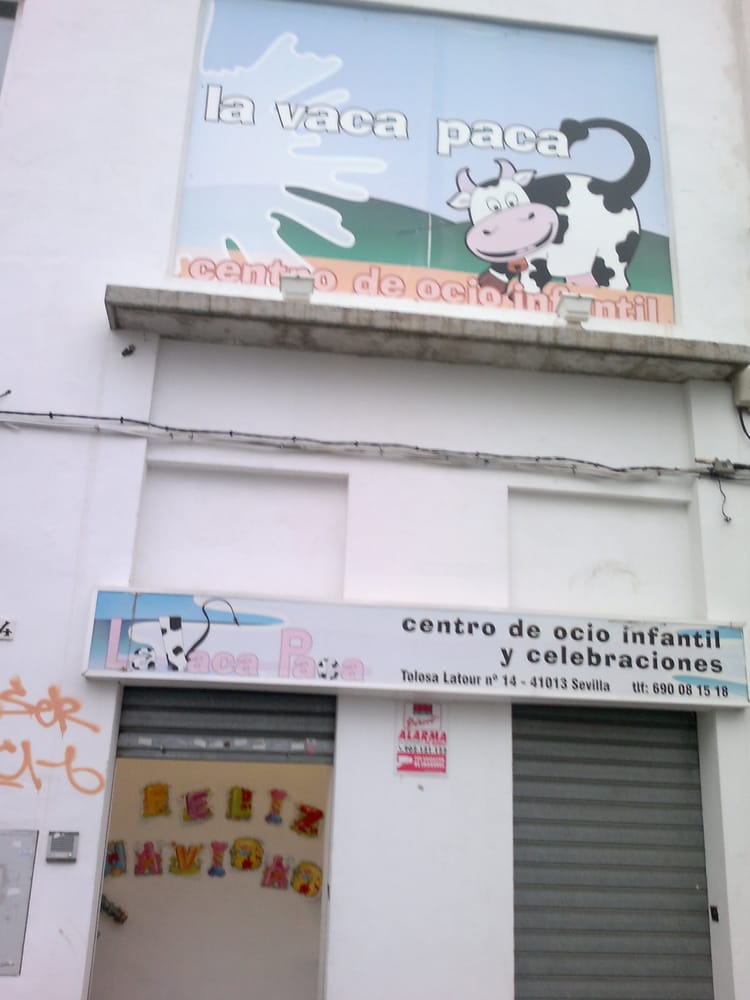 la vaca paca
centro de ocio infantil
La Vaca Paca
centro de ocio infantil
y celebraciones
Tolosa Latour nº 14 - 41013 Sevilla tlf: 690 08 15 18
4
ALARMA
FELIZ
NAVIDAD